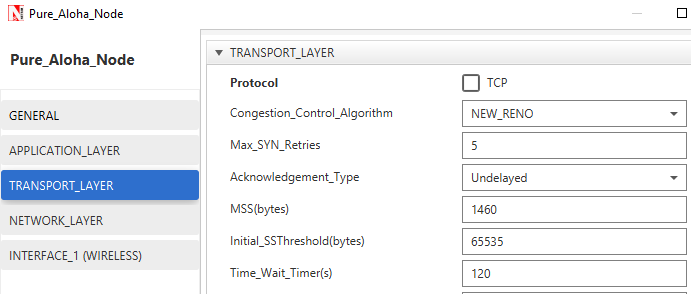 Pure_Aloha_Node
Pure_Aloha_Node
GENERAL
APPLICATION_LAYER
TRANSPORT_LAYER
NETWORK_LAYER
INTERFACE_1 (WIRELESS)
TRANSPORT_LAYER
Protocol TCP
Congestion_Control_Algorithm NEW_RENO
Max_SYN_Retries 5
Acknowledgement_Type Undelayed
MSS(bytes) 1460
Initial_SSThreshold(bytes) 65535
Time_Wait_Timer(s) 120